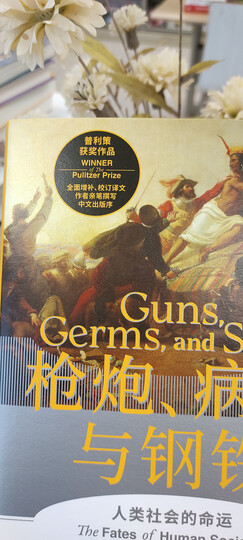 普利策
获奖作品
WINNER
of The
Pulitzer Prize
全面增补、校订译文
作者亲笔撰写
中文出版序
Guns,
Germs, and S
枪炮、病
与钢铁
人类社会的命运
The Fates of Human Socie